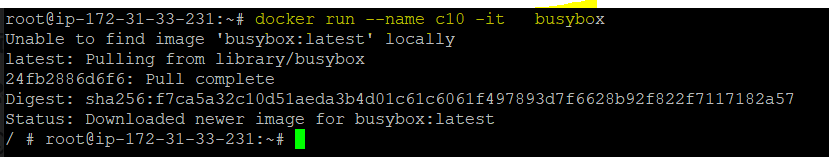 root@ip-172-31-33-231:~# docker run --name c10 -it   busybox
Unable to find image 'busybox:latest' locally
latest: Pulling from library/busybox
24fb2886d6f6: Pull complete
Digest: sha256:f7ca5a32c10d51aeda3b4d01c61c6061f497893d7f6628b92f822f7117182a57
Status: Downloaded newer image for busybox:latest
/ # root@ip-172-31-33-231:~#